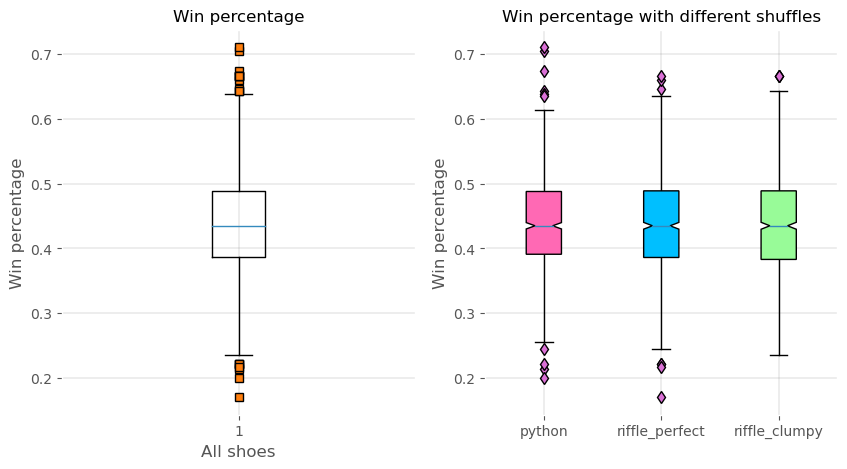 Win percentage
Win percentage
0.7
0.6
0.5
0.4
0.3
0.2
1
All shoes
Win percentage with different shuffles
Win percentage
0.7
0.6
0.5
0.4
0.3
0.2
python
riffle_perfect
riffle_clumpy